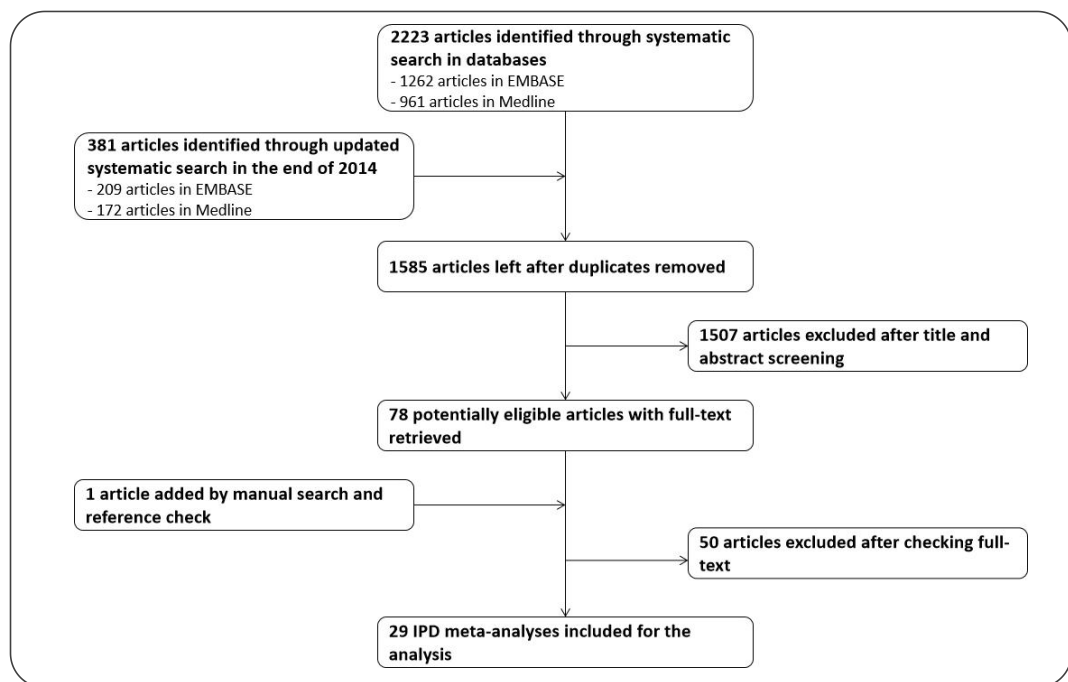 2223 articles identified through systematic
search in databases
- 1262 articles in EMBASE
- 961 articles in Medline
381 articles identified through updated
systematic search in the end of 2014
- 209 articles in EMBASE
- 172 articles in Medline
1585 articles left after duplicates removed
1507 articles excluded after title and
abstract screening
78 potentially eligible articles with full-text
retrieved
1 article added by manual search and
reference check
50 articles excluded after checking full-
text
29 IPD meta-analyses included for the
analysis